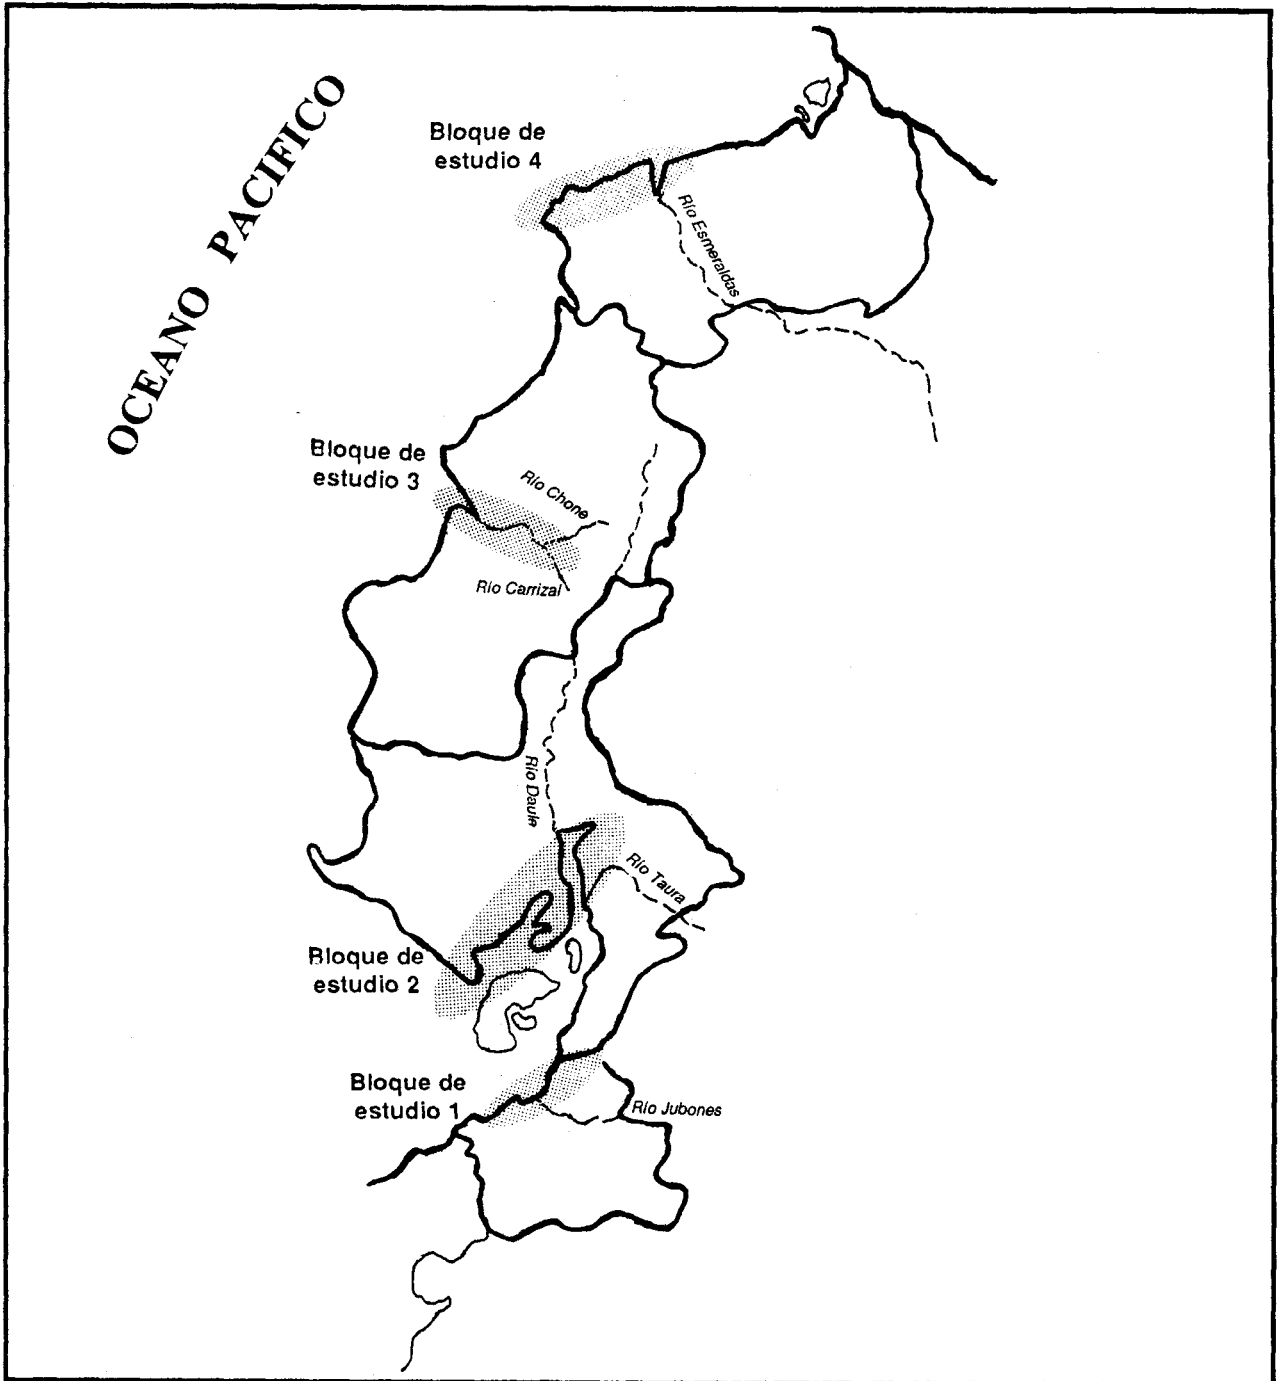 OCEANO PACIFICO
Bloque de
estudio 4
Río Esmeraldas
Bloque de
estudio 3
Río Chone
Río Carrizal
Río Daule
Río Taura
Bloque de
estudio 2
Bloque de
estudio 1
Río Jubones